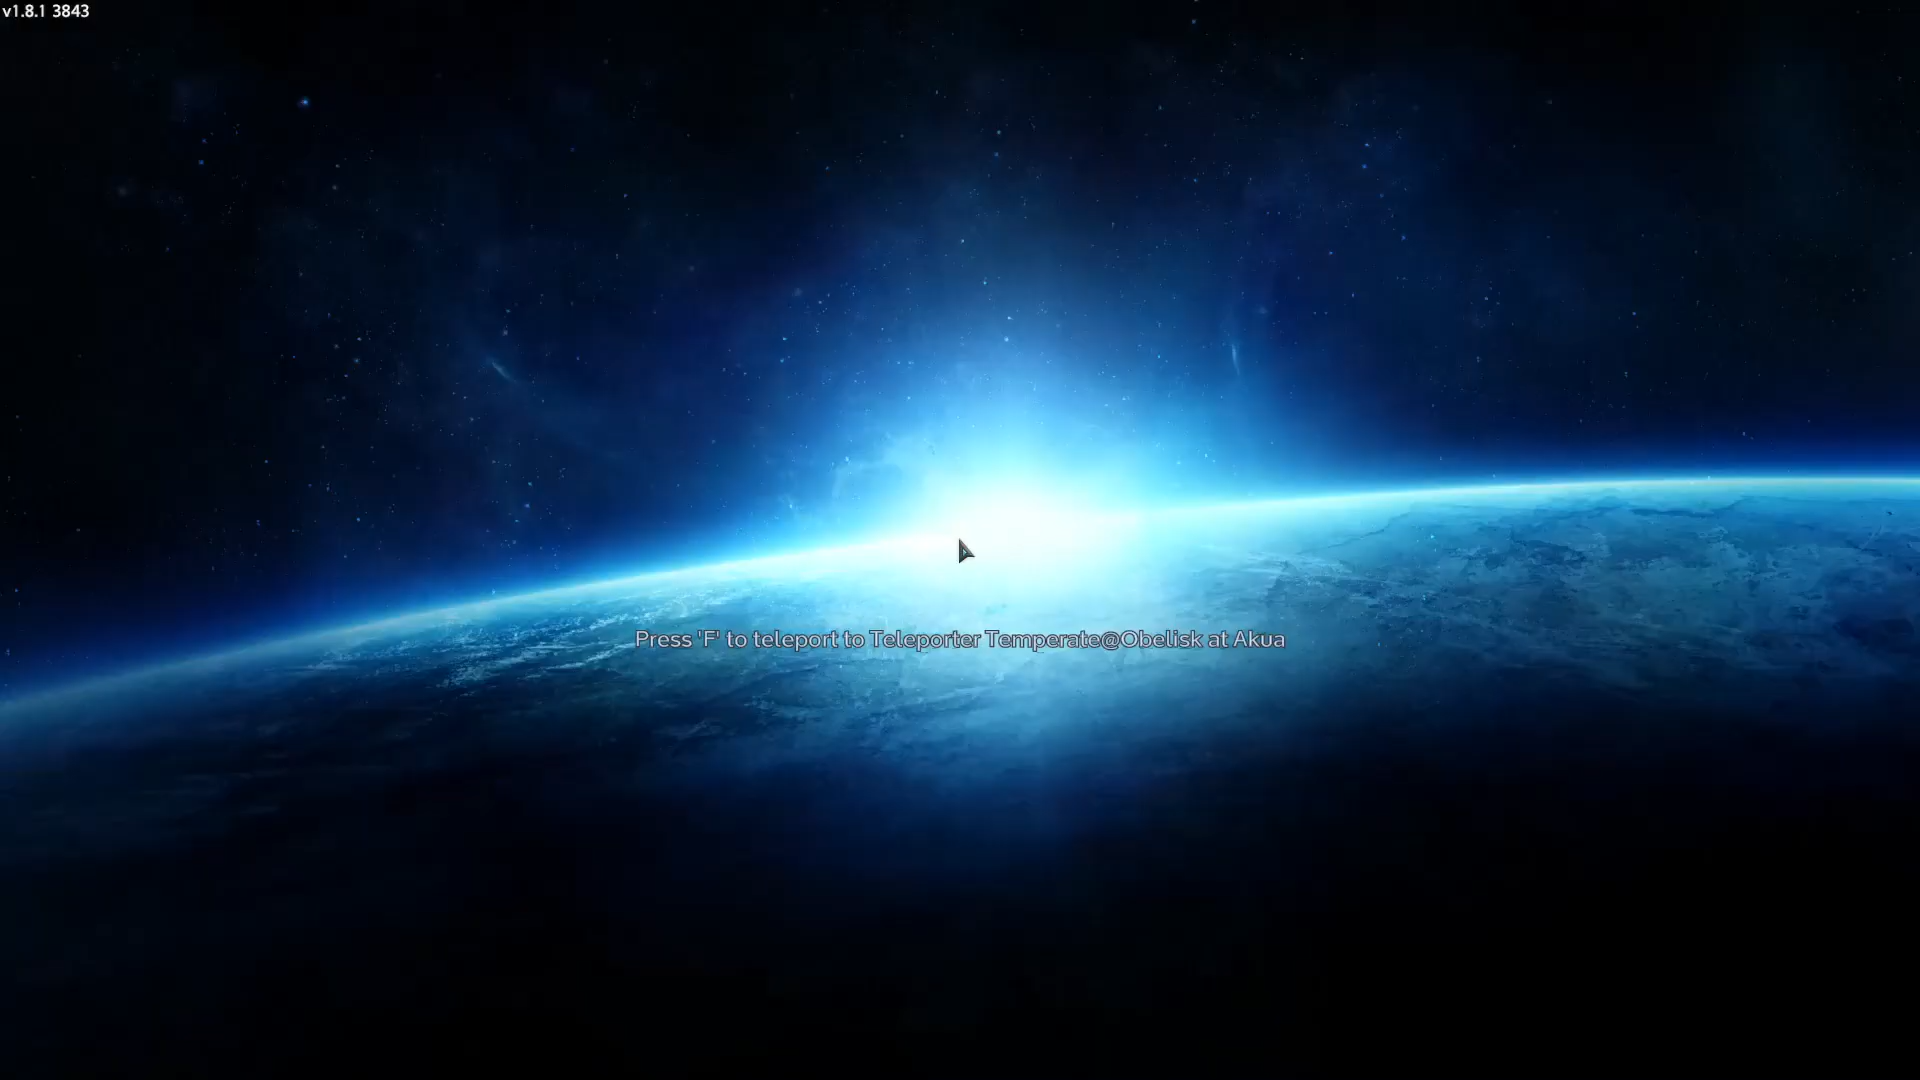 v1.8.1 3843
Press 'F' to teleport to Teleporter Temperate@Obelisk at Akua